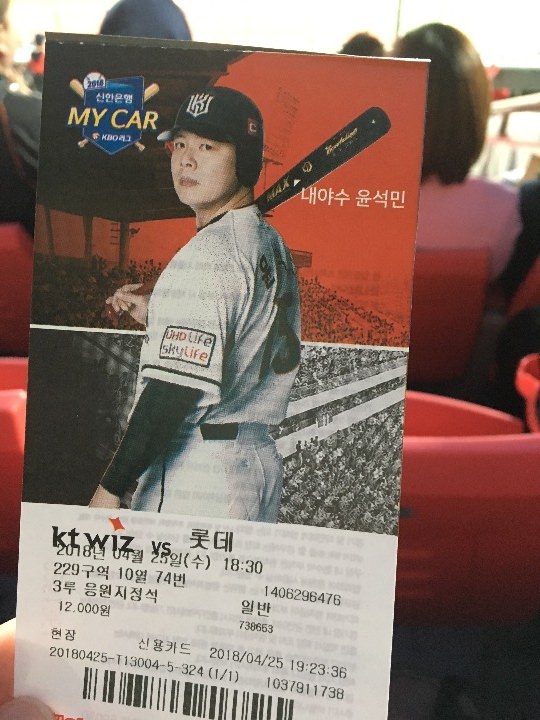 2018
신한은행
MY CAR
KBO리그
MAX
내야수 윤석민
UHD LIFE
SKYLIFE
kt wiz vs 롯데
2018년 04월 25일(수) 18:30
229구역 10열 74번
1406296476
3루 응원지정석
일반
12,000원
738653
현장
신용카드 2018/04/25 19:23:36
20180425-T13004-5-324 (1/1)
1037911738